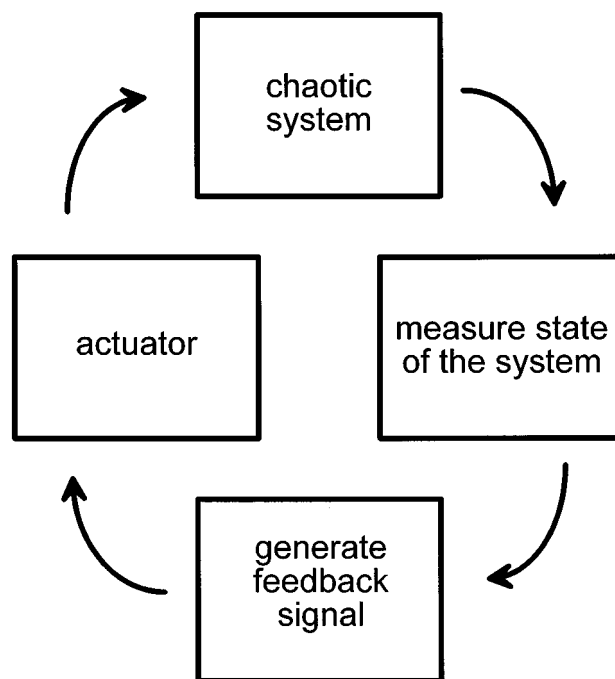 chaotic
system
measure state
of the system
generate
feedback
signal
actuator